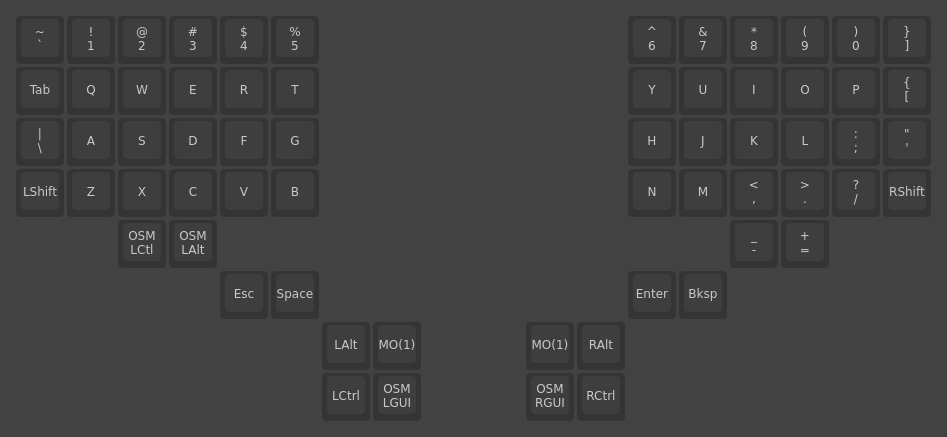 ~ ! @ # $ % ^ & * ( ) }
` 1 2 3 4 5 6 7 8 9 0 ]
Tab Q W E R T Y U I O P {
[
| A S D F G H J K L : "
\ ; '
LShift Z X C V B N M < > ? RShift
, . /
OSM OSM _ +
LCtl LAlt - =
Esc Space Enter Bksp
LAlt MO(1) MO(1) RAlt
LCtrl OSM OSM RCtrl
LGUI RGUI